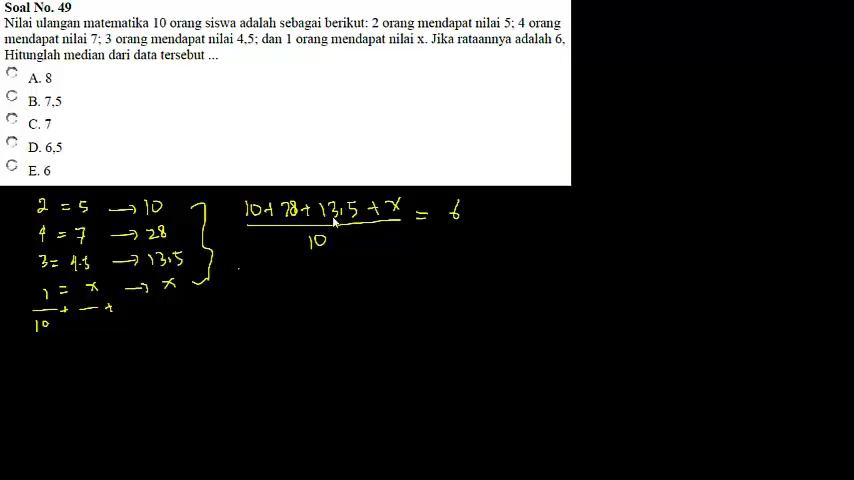 Soal No. 49
Nilai ulangan matematika 10 orang siswa adalah sebagai berikut: 2 orang mendapat nilai 5; 4 orang
mendapat nilai 7; 3 orang mendapat nilai 4,5; dan 1 orang mendapat nilai x. Jika rataannya adalah 6,
Hitunglah median dari data tersebut ...
A. 8
B. 7,5
C. 7
D. 6,5
E. 6
2 = 5 → 10
4 = 7 → 28
3 = 4.5 → 13.5
1 = x → x
+ +
10
10 + 28 + 13.5 + x = 6
10